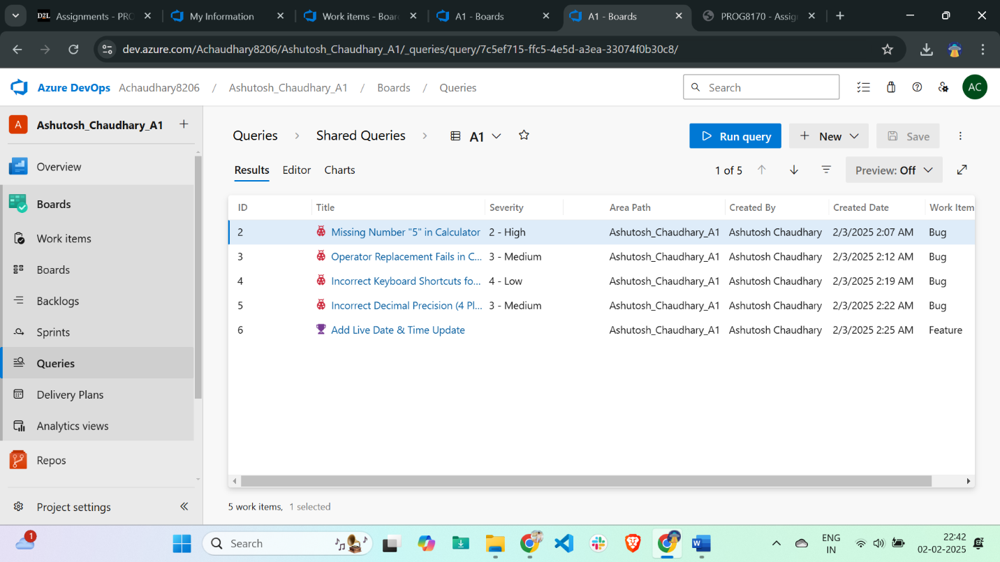 D2L Assignments - PRO
My Information
Work items - Boar
A1 - Boards
A1 - Boards
PROG8170 - Assig
dev.azure.com/Achaudhary8206/Ashutosh_Chaudhary_A1/_queries/query/7c5ef715-ffc5-4e5d-a3ea-33074f0b30c8/
Azure DevOps Achaudhary8206 / Ashutosh_Chaudhary_A1 / Boards / Queries
Search
AC
A Ashutosh_Chaudhary_A1 +
Overview
Boards
Work items
Boards
Backlogs
Sprints
Queries
Delivery Plans
Analytics views
Repos
Project settings
Queries > Shared Queries > A1
Run query
New
Save
Results Editor Charts
1 of 5
Preview: Off
ID Title Severity Area Path Created By Created Date Work Item
2 Missing Number "5" in Calculator 2 - High Ashutosh_Chaudhary_A1 Ashutosh Chaudhary 2/3/2025 2:07 AM Bug
3 Operator Replacement Fails in C... 3 - Medium Ashutosh_Chaudhary_A1 Ashutosh Chaudhary 2/3/2025 2:12 AM Bug
4 Incorrect Keyboard Shortcuts fo... 4 - Low Ashutosh_Chaudhary_A1 Ashutosh Chaudhary 2/3/2025 2:19 AM Bug
5 Incorrect Decimal Precision (4 Pl... 3 - Medium Ashutosh_Chaudhary_A1 Ashutosh Chaudhary 2/3/2025 2:22 AM Bug
6 Add Live Date & Time Update Ashutosh_Chaudhary_A1 Ashutosh Chaudhary 2/3/2025 2:25 AM Feature
5 work items, 1 selected
1
Search
ENG
IN
22:42
02-02-2025